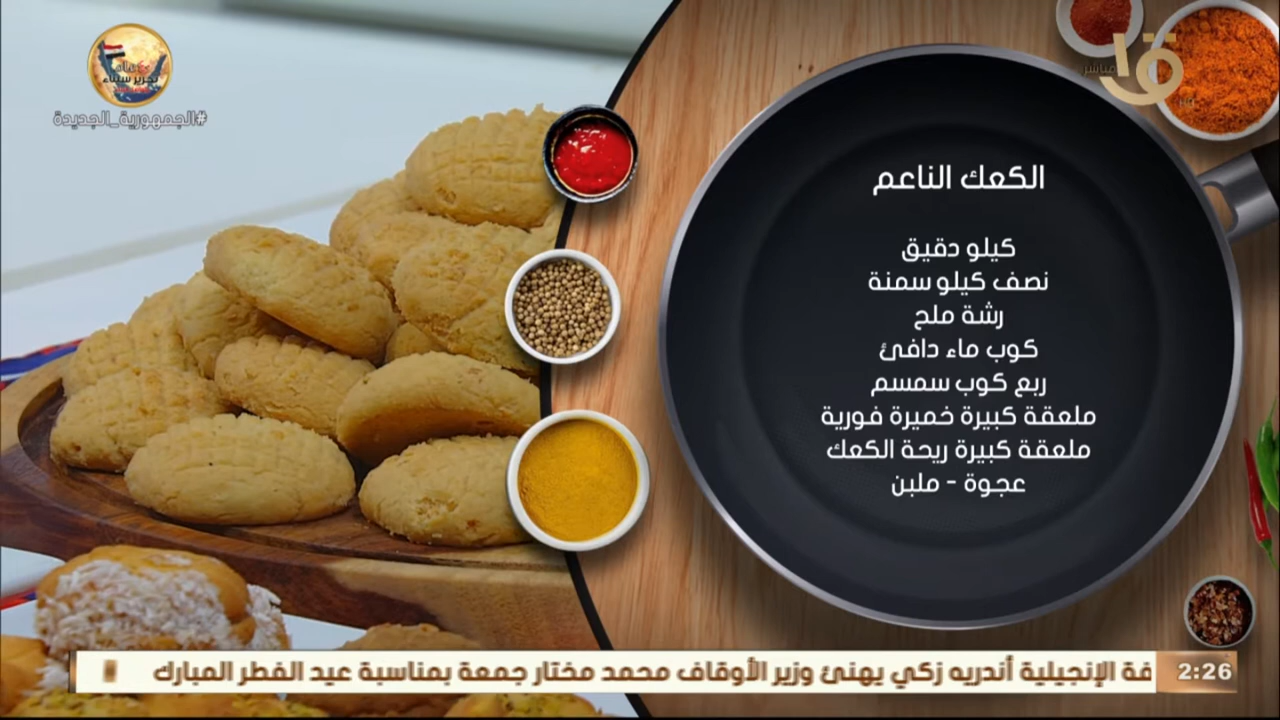 #الجمهورية_الجديدة
مباشر
الكعك الناعم
كيلو دقيق
نصف كيلو سمنة
رشة ملح
كوب ماء دافئ
ربع كوب سمسم
ملعقة كبيرة خميرة فورية
ملعقة كبيرة ريحة الكعك
عجوة - ملبن
2:26
فة الإنجيلية أندريه زكي يهنئ وزير الأوقاف محمد مختار جمعة بمناسبة عيد الفطر المبارك